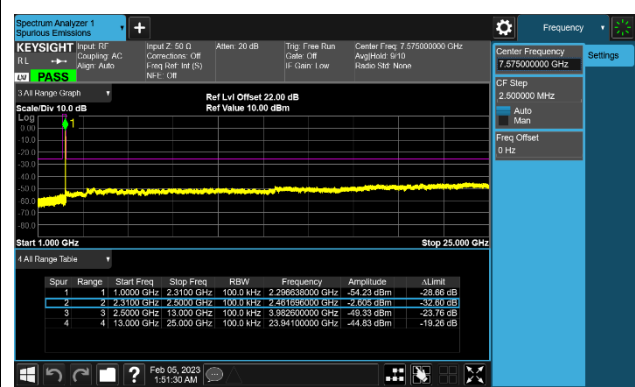 Spectrum Analyzer 1
Spurious Emissions
Frequency
KEYSIGHT
RL
Input: RF
Coupling: AC
Align: Auto
Input Z: 50 Ω
Corrections: Off
Freq Ref: Int (S)
NFE: Off
Atten: 20 dB
Trig: Free Run
Gate: Off
IF Gain: Low
Center Freq: 7.575000000 GHz
Avg|Hold: 9/10
Radio Std: None
PASS
Center Frequency
7.575000000 GHz
Settings
CF Step
2.500000 MHz
Auto
Man
Freq Offset
0 Hz
3 All Range Graph
Scale/Div 10.0 dB
Ref Lvl Offset 22.00 dB
Ref Value 10.00 dBm
Log
0.00
-10.0
-20.0
-30.0
-40.0
-50.0
-60.0
-70.0
-80.0
1
Start 1.000 GHz
Stop 25.000 GHz
4 All Range Table
Spur Range Start Freq Stop Freq RBW Frequency Amplitude ΔLimit
1 1 1.0000 GHz 2.3100 GHz 100.0 kHz 2.296638000 GHz -54.23 dBm -28.66 dB
2 2 2.3100 GHz 2.5000 GHz 100.0 kHz 2.461696000 GHz -2.605 dBm -32.60 dB
3 3 2.5000 GHz 13.000 GHz 100.0 kHz 3.982600000 GHz -49.33 dBm -23.76 dB
4 4 13.000 GHz 25.000 GHz 100.0 kHz 23.94100000 GHz -44.83 dBm -19.26 dB
?
Feb 05, 2023
1:51:30 AM